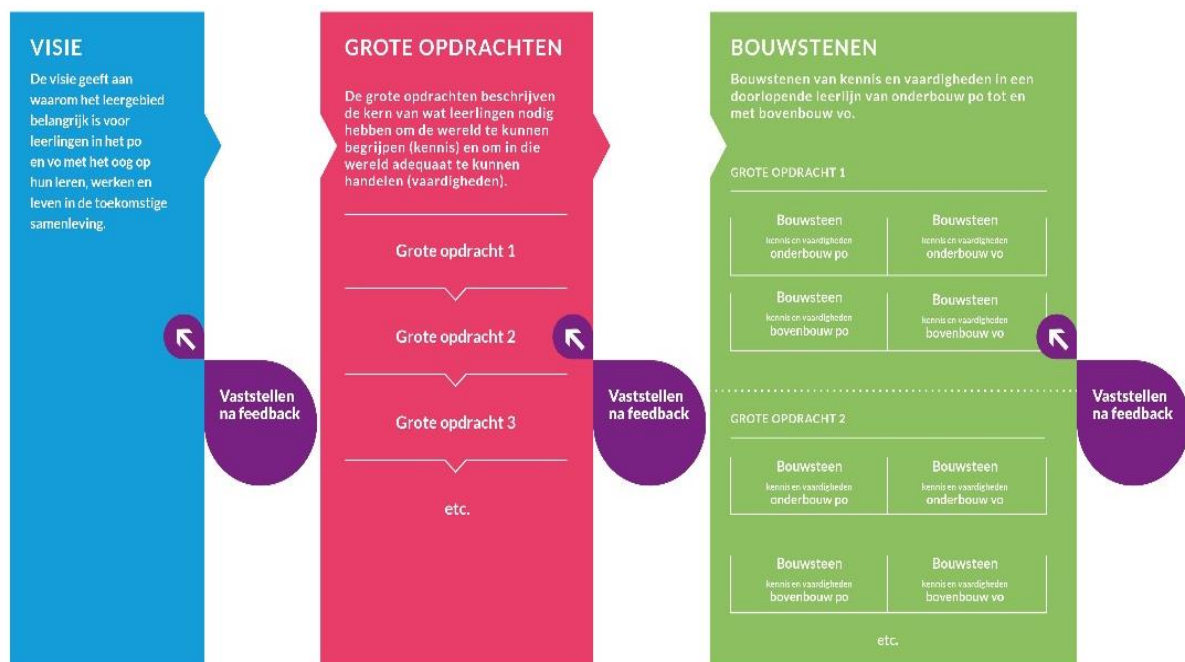 VISIE
De visie geeft aan
waarom het leergebied
belangrijk is voor
leerlingen in het po
en vo met het oog op
hun leren, werken en
leven in de toekomstige
samenleving.
Vaststellen
na feedback
GROTE OPDRACHTEN
De grote opdrachten beschrijven
de kern van wat leerlingen nodig
hebben om de wereld te kunnen
begrijpen (kennis) en om in die
wereld adequaat te kunnen
handelen (vaardigheden).
Grote opdracht 1
Grote opdracht 2
Grote opdracht 3
etc.
Vaststellen
na feedback
BOUWSTENEN
Bouwstenen van kennis en vaardigheden in een
doorlopende leerlijn van onderbouw po tot en
met bovenbouw vo.
GROTE OPDRACHT 1
Bouwsteen
kennis en vaardigheden
onderbouw po
Bouwsteen
kennis en vaardigheden
onderbouw vo
Bouwsteen
kennis en vaardigheden
bovenbouw po
Bouwsteen
kennis en vaardigheden
bovenbouw vo
GROTE OPDRACHT 2
Bouwsteen
kennis en vaardigheden
onderbouw po
Bouwsteen
kennis en vaardigheden
onderbouw vo
Bouwsteen
kennis en vaardigheden
bovenbouw po
Bouwsteen
kennis en vaardigheden
bovenbouw vo
etc.
Vaststellen
na feedback